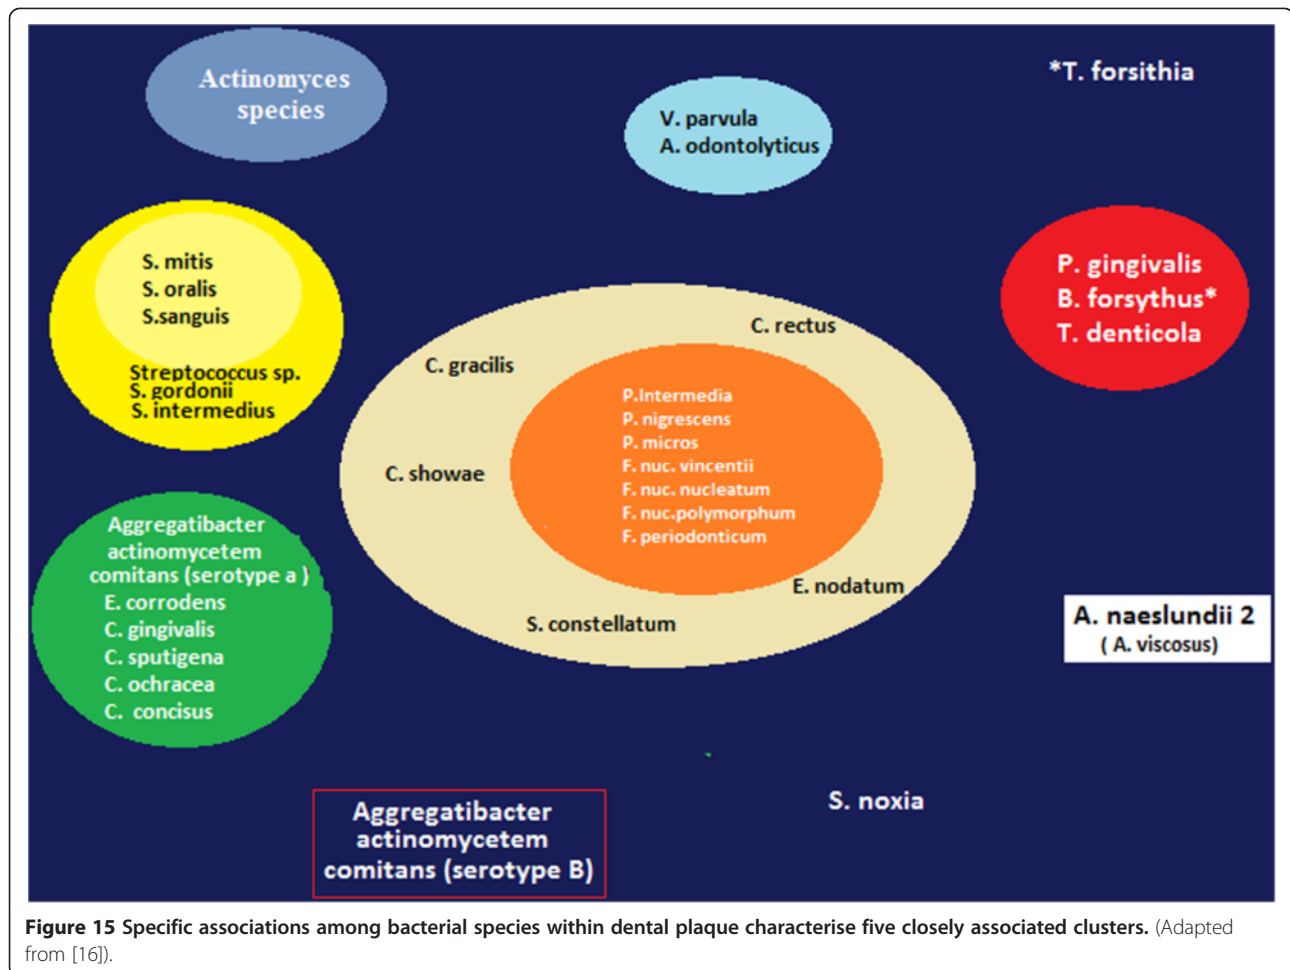 Actinomyces
species
V. parvula
A. odontolyticus
*T. forsithia
S. mitis
S. oralis
S.sanguis
Streptococcus sp.
S. gordonii
S. intermedius
P. gingivalis
B. forsythus*
T. denticola
C. rectus
C. gracilis
C. showae
P.Intermedia
P. nigrescens
P. micros
F. nuc. vincentii
F. nuc. nucleatum
F. nuc.polymorphum
F. periodonticum
E. nodatum
S. constellatum
Aggregatibacter
actinomycetem
comitans (serotype a )
E. corrodens
C. gingivalis
C. sputigena
C. ochracea
C. concisus
A. naeslundii 2
( A. viscosus)
Aggregatibacter
actinomycetem
comitans (serotype B)
S. noxia
Figure 15 Specific associations among bacterial species within dental plaque characterise five closely associated clusters. (Adapted
from [16]).